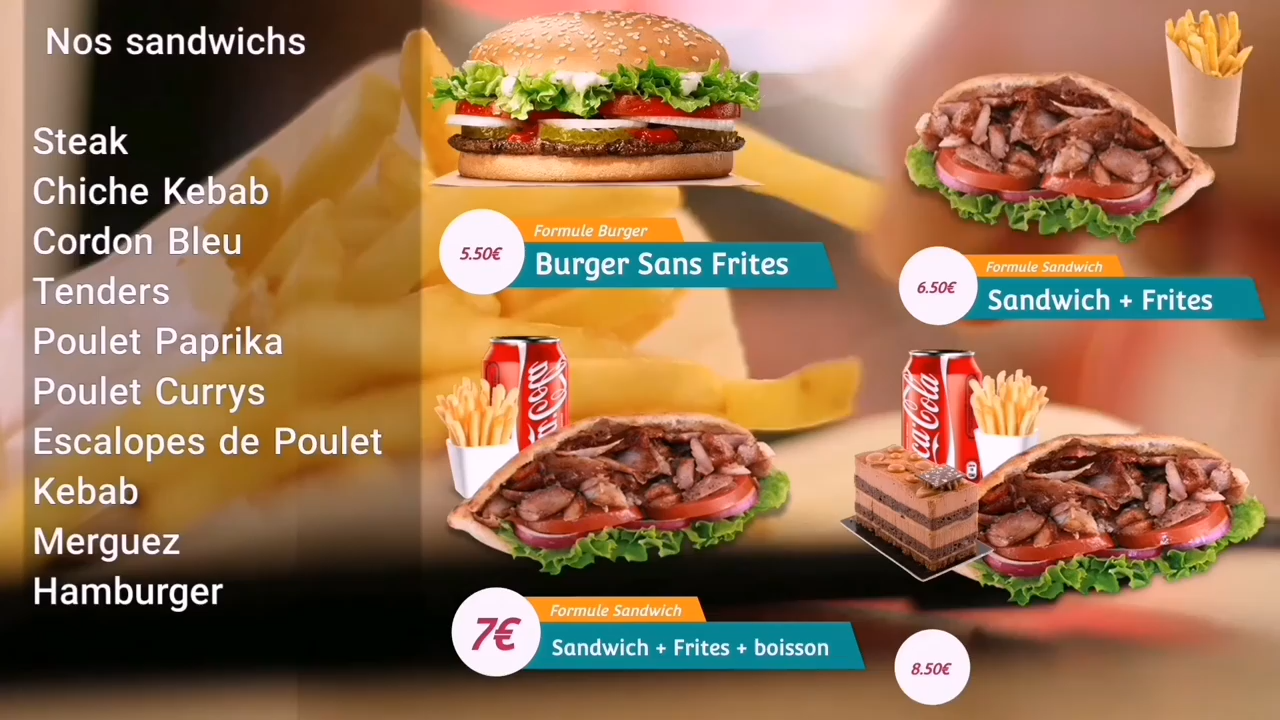 Nos sandwichs
Steak
Chiche Kebab
Cordon Bleu
Tenders
Poulet Paprika
Poulet Currys
Escalopes de Poulet
Kebab
Merguez
Hamburger
5.50€
Formule Burger
Burger Sans Frites
6.50€
Formule Sandwich
Sandwich + Frites
7€
Formule Sandwich
Sandwich + Frites + boisson
Coca-Cola
8.50€